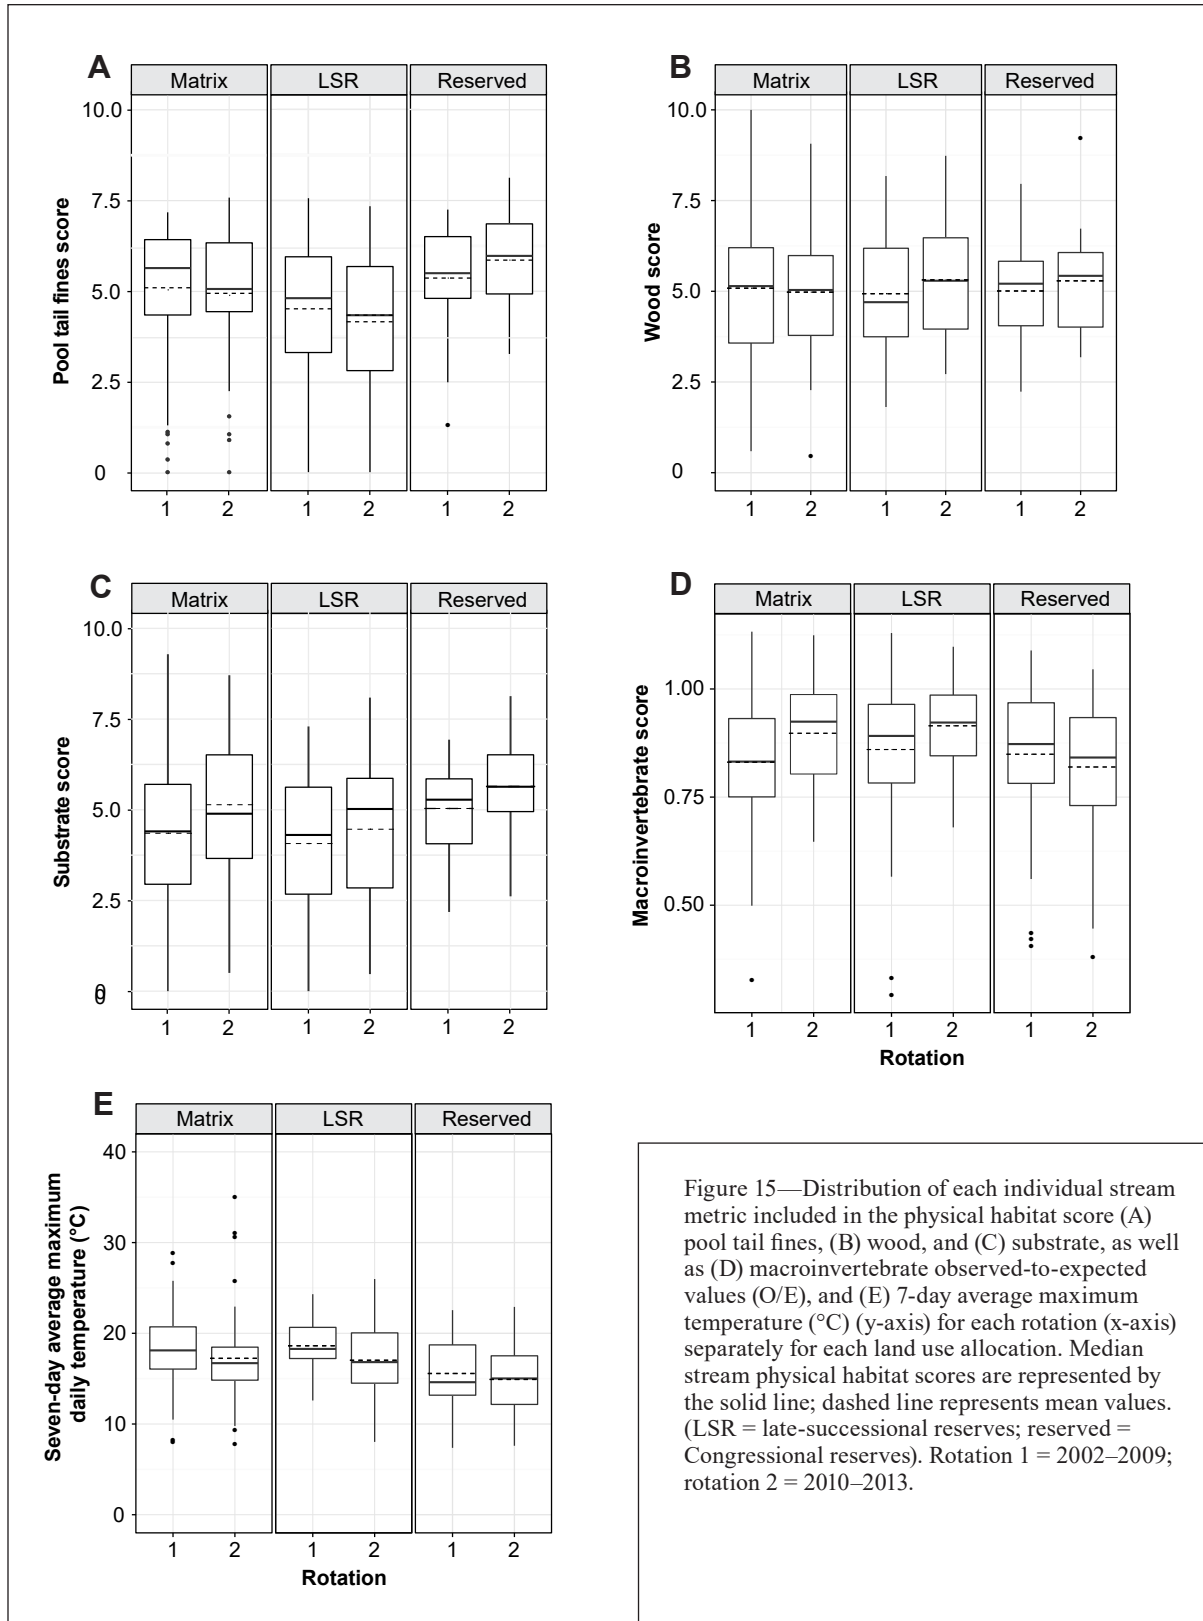 A
Matrix LSR Reserved
Pool tail fines score
10.0
7.5
5.0
2.5
0
1 2 1 2 1 2
B
Matrix LSR Reserved
Wood score
10.0
7.5
5.0
2.5
0
1 2 1 2 1 2
C
Matrix LSR Reserved
Substrate score
10.0
7.5
5.0
2.5
0
0
1 2 1 2 1 2
D
Matrix LSR Reserved
Macroinvertebrate score
1.00
0.75
0.50
1 2 1 2 1 2
Rotation
E
Matrix LSR Reserved
Seven-day average maximum
daily temperature (°C)
40
30
20
10
0
1 2 1 2 1 2
Rotation
Figure 15—Distribution of each individual stream
metric included in the physical habitat score (A)
pool tail fines, (B) wood, and (C) substrate, as well
as (D) macroinvertebrate observed-to-expected
values (O/E), and (E) 7-day average maximum
temperature (°C) (y-axis) for each rotation (x-axis)
separately for each land use allocation. Median
stream physical habitat scores are represented by
the solid line; dashed line represents mean values.
(LSR = late-successional reserves; reserved =
Congressional reserves). Rotation 1 = 2002–2009;
rotation 2 = 2010–2013.